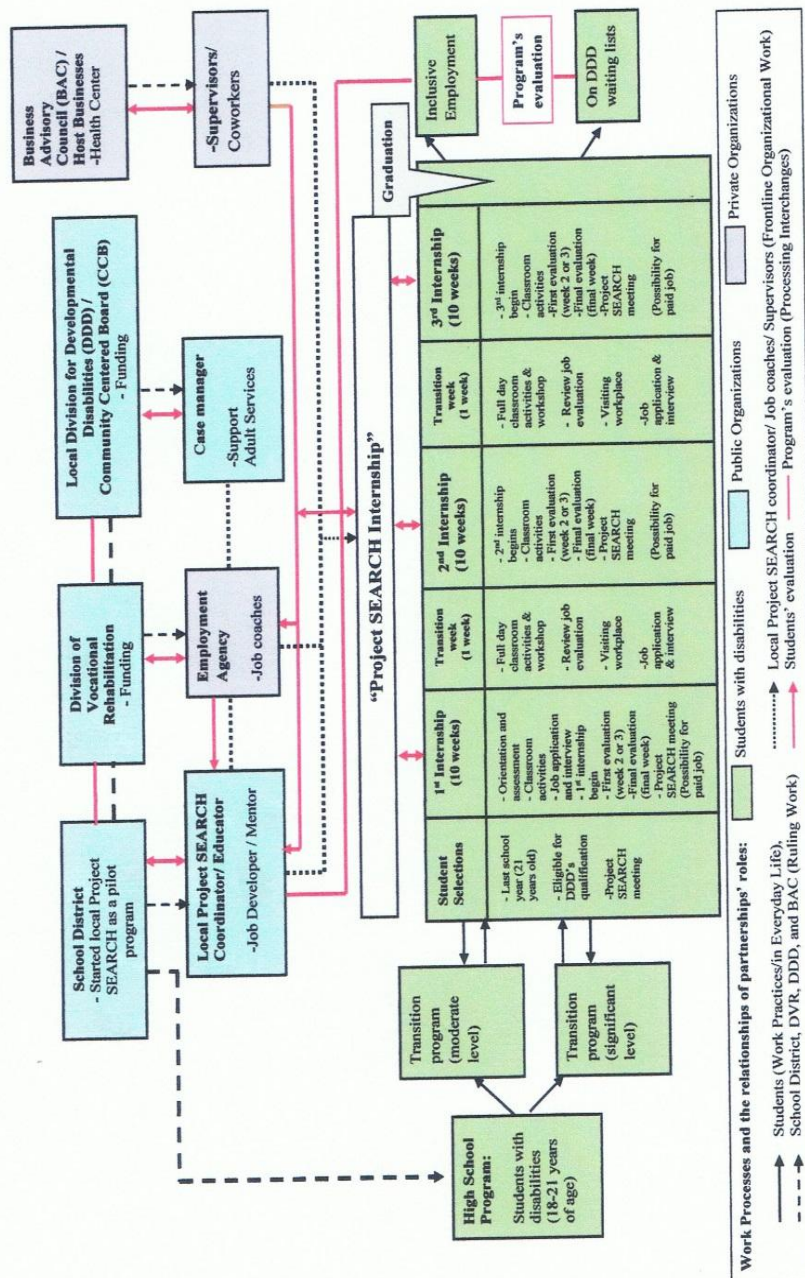 School District
- Started local Project
SEARCH as a pilot
program
Division of
Vocational
Rehabilitation
- Funding
Local Division for Developmental
Disabilities (DDD) /
Community Centered Board (CCB)
- Funding
Business
Advisory
Council (BAC) /
Host Businesses
-Health Center
Local Project SEARCH
Coordinator/ Educator
-Job Developer / Mentor
Employment
Agency
-Job coaches
Case manager
-Support
Adult Services
-Supervisors/
Coworkers
"Project SEARCH Internship"
Graduation
High School
Program:
Students with
disabilities
(18-21 years
of age)
Transition
program
(moderate
level)
Transition
program
(significant
level)
Student
Selections
- Last school
year (21
years old)
- Eligible for
DDD's
qualification
-Project
SEARCH
meeting
1st Internship
(10 weeks)
- Orientation and
assessment
- Classroom
activities
- Job application
and interview
- 1st internship
begin
- First evaluation
(week 2 or 3)
-Final evaluation
(final week)
- Project
SEARCH meeting
(Possibility for
paid job)
Transition
week
(1 week)
- Full day
classroom
activities &
workshop
- Review job
evaluation
- Visiting
workplace
-Job
application
& interview
2nd Internship
(10 weeks)
- 2nd internship
begins
- Classroom
activities
- First evaluation
(week 2 or 3)
- Final evaluation
(final week)
- Project
SEARCH
meeting
(Possibility for
paid job)
Transition
week
(1 week)
- Full day
classroom
activities &
workshop
- Review job
evaluation
- Visiting
workplace
-Job
application &
interview
3rd Internship
(10 weeks)
- 3rd internship
begin
- Classroom
activities
-First evaluation
(week 2 or 3)
-Final evaluation
(final week)
-Project
SEARCH
meeting
(Possibility for
paid job)
Inclusive
Employment
Program's
evaluation
On DDD
waiting lists
Work Processes and the relationships of partnerships' roles:
Students with disabilities
Public Organizations
Private Organizations
Students (Work Practices/in Everyday Life),
Local Project SEARCH coordinator/ Job coaches/ Supervisors (Frontline Organizational Work)
School District, DVR, DDD, and BAC (Ruling Work)
Students' evaluation
Program's evaluation (Processing Interchanges)